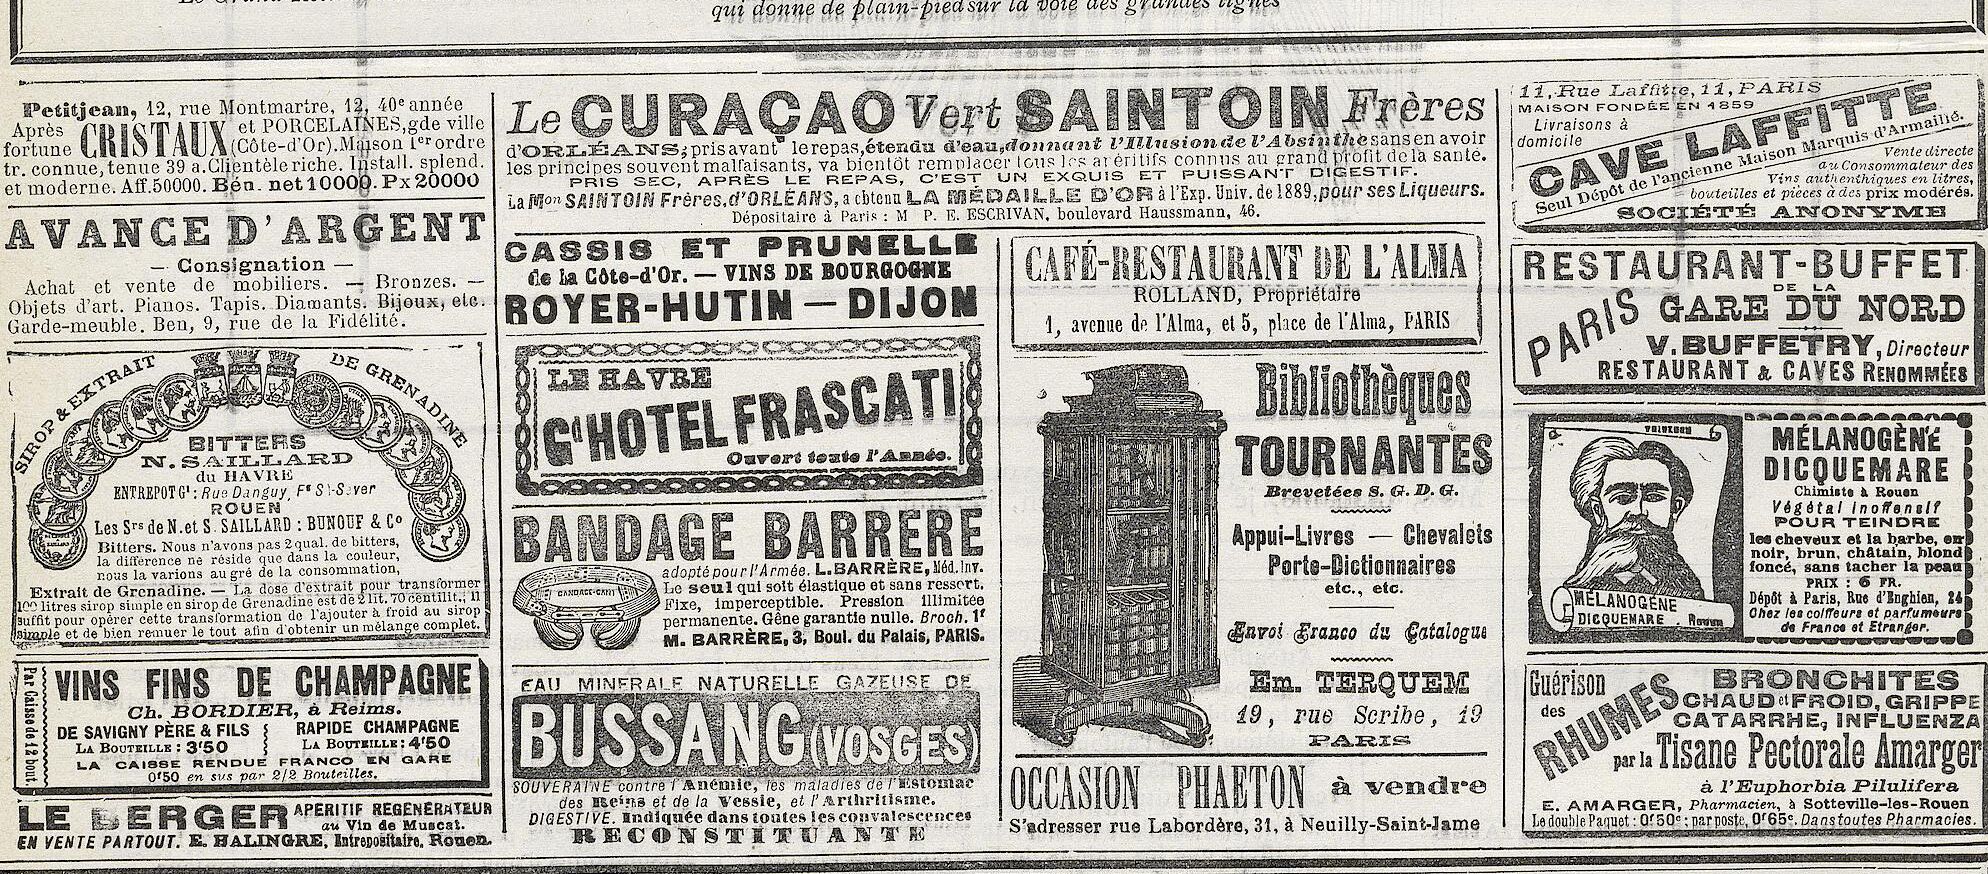 qui donne de plain-pied sur la voie des grandes lignes
Petitjean, 12, rue Montmartre, 12, 40e année
Après fortune CRISTAUX et PORCELAINES, gde ville
(Côte-d'Or). Maison 1er ordre
tr. connue, tenue 39 a. Clientèle riche. Install. splend.
et moderne. Aff. 50000. Bén. net 10000. Px 20000
AVANCE D'ARGENT
— Consignation —
Achat et vente de mobiliers. — Bronzes. —
Objets d'art. Pianos. Tapis. Diamants. Bijoux, etc.
Garde-meuble. Ben, 9, rue de la Fidélité.
SIROP & EXTRAIT DE GRENADINE
BITTERS
N. SAILLARD
du HAVRE
ENTREPOT Gl : Rue Danguy, Fg St-Sever
ROUEN
Les Srs de N. et S. SAILLARD : BUNOUF & Co
Bitters. Nous n'avons pas 2 qual. de bitters,
la différence ne réside que dans la couleur,
nous la varions au gré de la consommation,
Extrait de Grenadine. — La dose d'extrait pour transformer
100 litres sirop simple en sirop de Grenadine est de 2 lit. 70 centilit.; il
suffit pour opérer cette transformation de l'ajouter à froid au sirop
simple et de bien remuer le tout afin d'obtenir un mélange complet.
Par Caisse de 12 bout.
VINS FINS DE CHAMPAGNE
Ch. BORDIER, à Reims.
DE SAVIGNY PÈRE & FILS
LA BOUTEILLE : 3f50
RAPIDE CHAMPAGNE
LA BOUTEILLE : 4f50
LA CAISSE RENDUE FRANCO EN GARE
0f50 en sus par 2/2 Bouteilles.
LE BERGER APERITIF REGENERATEUR
au Vin de Muscat.
EN VENTE PARTOUT. E. HALINGRE, Entrepositaire, Rouen.
Le CURAÇAO Vert SAINTOIN Frères
d'ORLÉANS; pris avant le repas, étendu d'eau, donnant l'Illusion de l'Absinthe sans en avoir
les principes souvent malfaisants, va bientôt remplacer tous les apéritifs connus au grand profit de la santé.
PRIS SEC, APRÈS LE REPAS, C'EST UN EXQUIS ET PUISSANT DIGESTIF.
La Mon SAINTOIN Frères, d'ORLÉANS, a obtenu LA MÉDAILLE D'OR à l'Exp. Univ. de 1889, pour ses Liqueurs.
Dépositaire à Paris : M P. E. ESCRIVAN, boulevard Haussmann, 46.
CASSIS ET PRUNELLE
de la Côte-d'Or. — VINS DE BOURGOGNE
ROYER-HUTIN — DIJON
LE HAVRE
Gd HOTEL FRASCATI
Ouvert toute l'Année.
BANDAGE BARRÈRE
adopté pour l'Armée. L. BARRÈRE, Méd. Inv.
Le seul qui soit élastique et sans ressort.
Fixe, imperceptible. Pression illimitée
permanente. Gêne garantie nulle. Broch. 1f
M. BARRÈRE, 3, Boul. du Palais, PARIS.
EAU MINERALE NATURELLE GAZEUSE DE
BUSSANG (VOSGES)
SOUVERAINE contre l'Anémie, les maladies de l'Estomac
des Reins et de la Vessie, et l'Arthritisme.
DIGESTIVE. Indiquée dans toutes les convalescences
RECONSTITUANTE
CAFÉ-RESTAURANT DE L'ALMA
ROLLAND, Propriétaire
1, avenue de l'Alma, et 5, place de l'Alma, PARIS
Bibliothèques
TOURNANTES
Brevetées S. G. D. G.
Appui-Livres — Chevalets
Porte-Dictionnaires
etc., etc.
Envoi Franco du Catalogue
Em. TERQUEM
19, rue Scribe, 19
PARIS
OCCASION PHAETON à vendre
S'adresser rue Labordère, 31, à Neuilly-Saint-Jame
11, Rue Laffitte, 11, PARIS
MAISON FONDÉE EN 1859
Livraisons à
domicile
CAVE LAFFITTE
Seul Dépôt de l'ancienne Maison Marquis d'Armailhé.
Vente directe
au Consommateur des
Vins authentiques en litres,
bouteilles et pièces à des prix modérés.
SOCIÉTÉ ANONYME
RESTAURANT-BUFFET
DE LA
PARIS GARE DU NORD
V. BUFFETRY, Directeur
RESTAURANT & CAVES RENOMMÉES
MÉLANOGÈNE
DICQUEMARE. Rouen
MÉLANOGÈNE
DICQUEMARE
Chimiste à Rouen
Végétal inoffensif
POUR TEINDRE
les cheveux et la barbe, en
noir, brun, châtain, blond
foncé, sans tacher la peau
PRIX : 6 FR.
Dépôt à Paris, Rue d'Enghien, 24
Chez les coiffeurs et parfumeurs
de France et Etranger.
Guérison
des RHUMES
BRONCHITES
CHAUD et FROID, GRIPPE
CATARRHE, INFLUENZA
par la Tisane Pectorale Amarger
à l'Euphorbia Pilulifera
E. AMARGER, Pharmacien, à Sotteville-les-Rouen
Le double Paquet : 0f50c; par poste, 0f65c. Dans toutes Pharmacies.